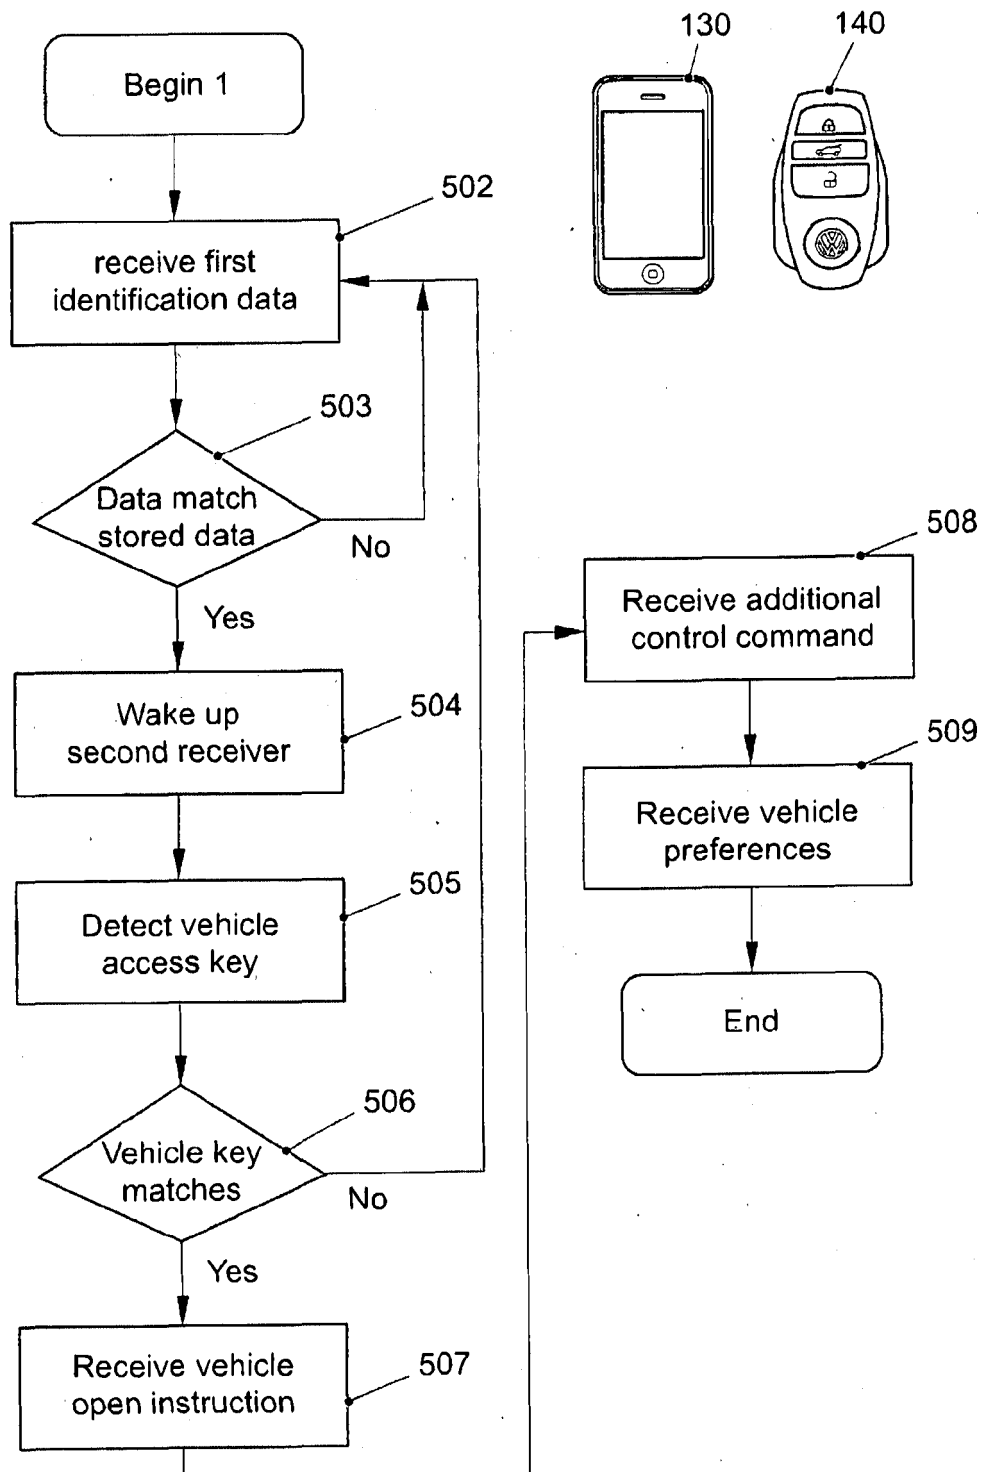 130
140
Begin 1
502
receive first
identification data
503
Data match
stored data
No
Yes
504
Wake up
second receiver
505
Detect vehicle
access key
506
Vehicle key
matches
No
Yes
507
Receive vehicle
open instruction
508
Receive additional
control command
509
Receive vehicle
preferences
End
VW